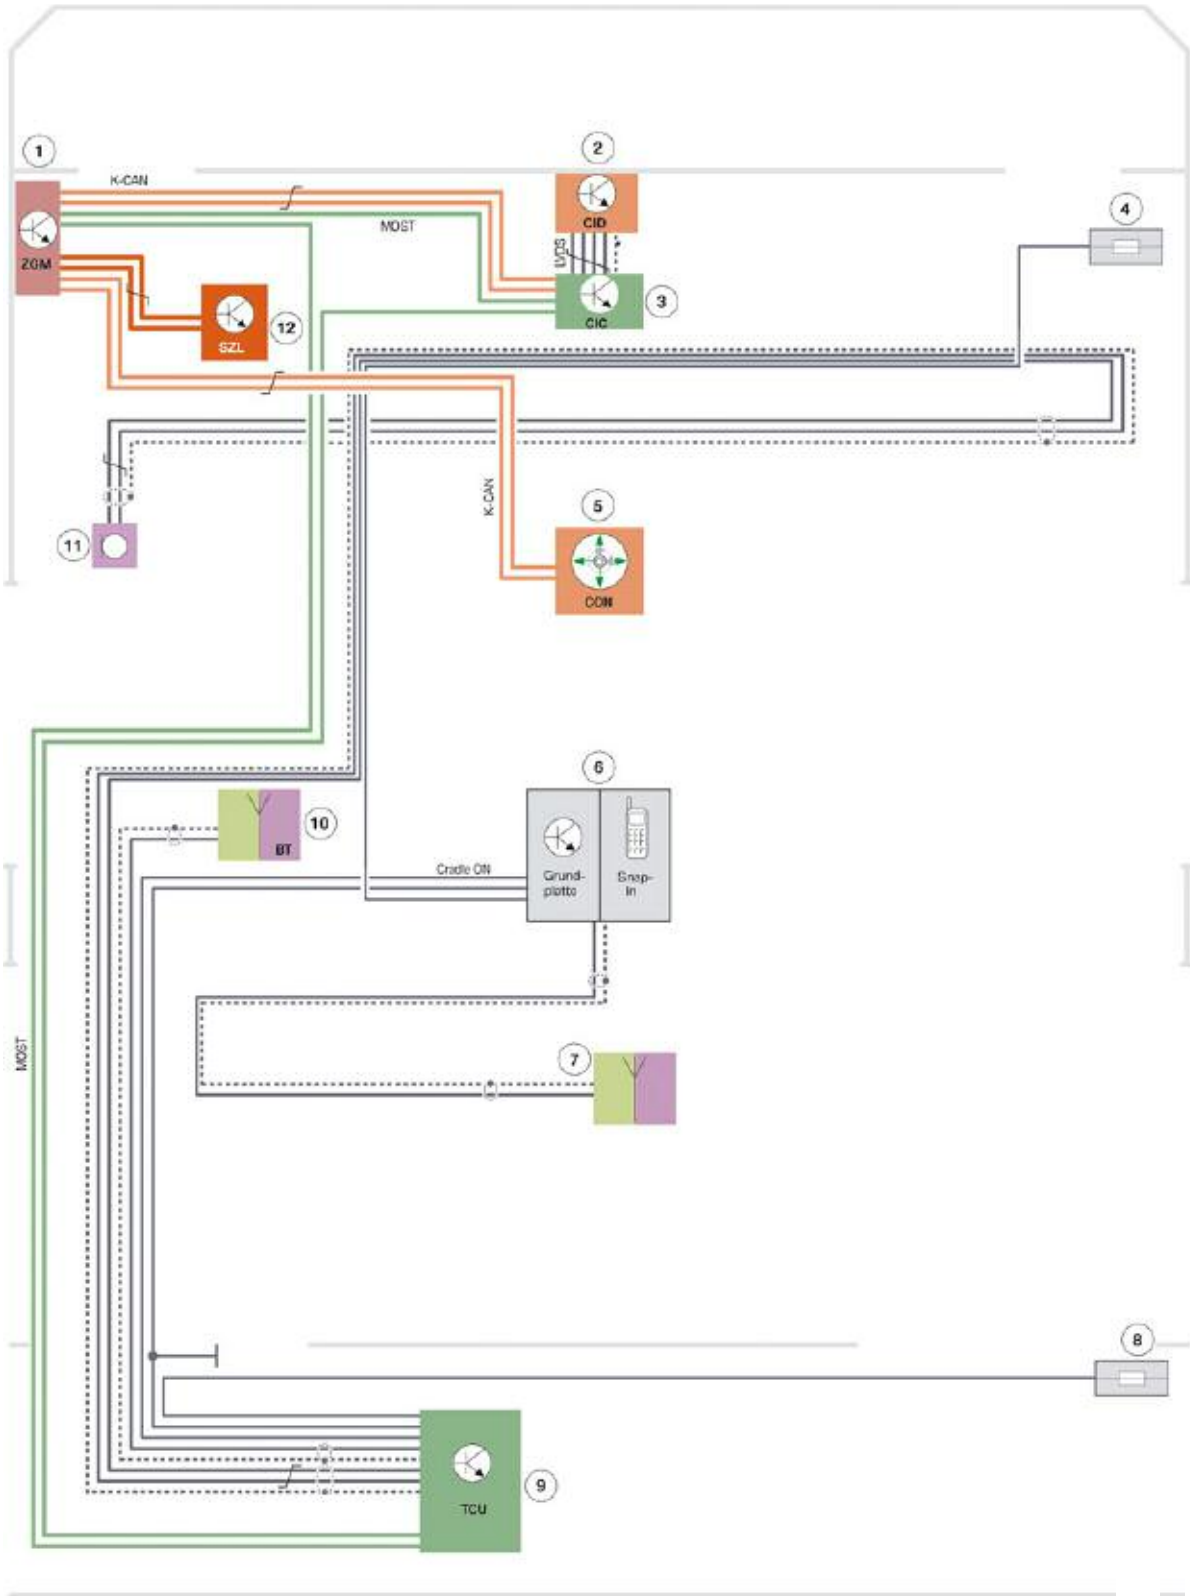 1
2
K-CAN
4
CID
MOST
LVDS
ZGM
3
CIC
12
SZL
K-CAN
5
11
CON
6
10
BT
Cradle ON
Grund-
platte
Snap-
In
MOST
7
8
9
TCU